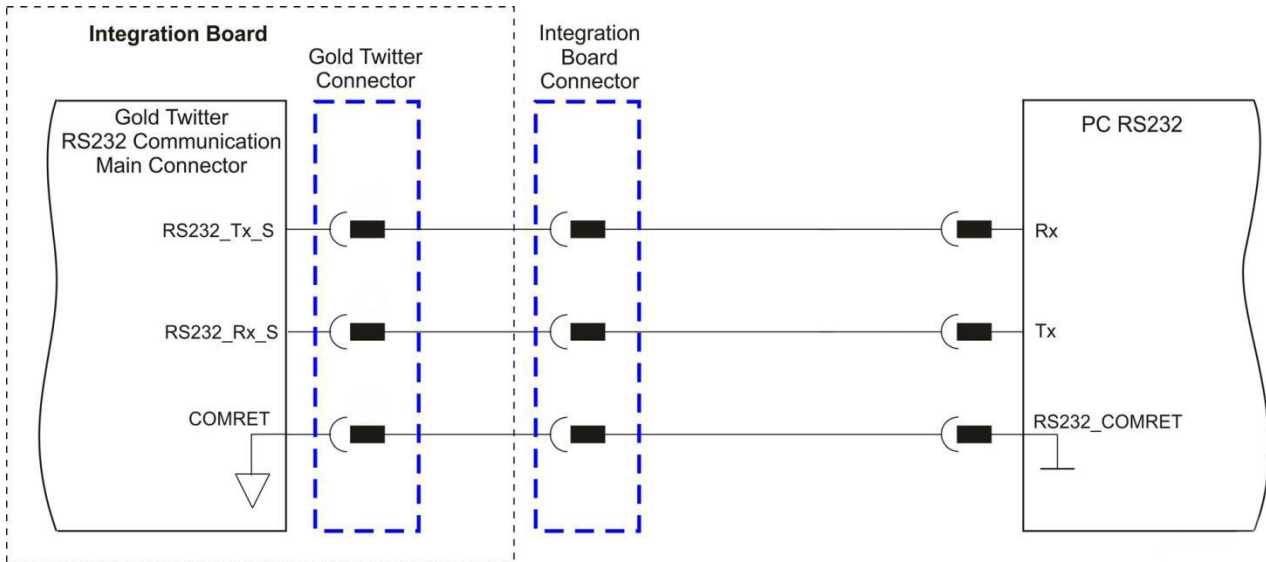 Integration Board
Gold Twitter
Connector
Integration
Board
Connector
Gold Twitter
RS232 Communication
Main Connector
PC RS232
RS232_Tx_S
Rx
RS232_Rx_S
Tx
COMRET
RS232_COMRET